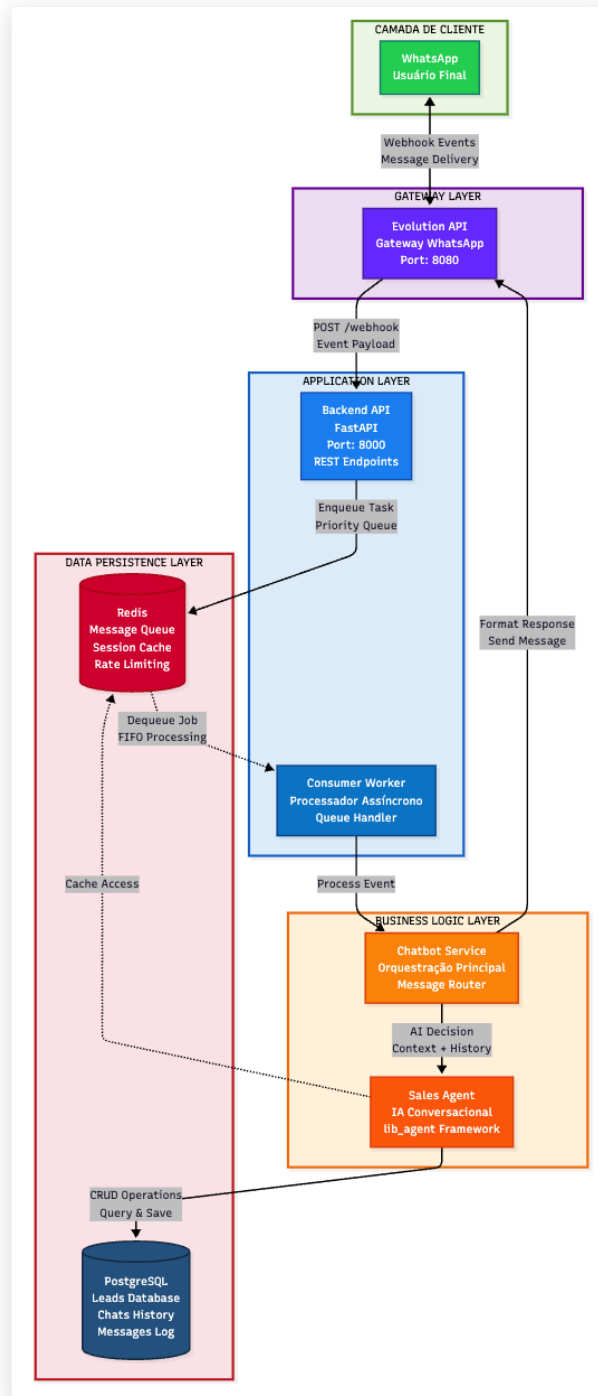 CAMADA DE CLIENTE
WhatsApp
Usuário Final
Webhook Events
Message Delivery
GATEWAY LAYER
Evolution API
Gateway WhatsApp
Port: 8080
POST /webhook
Event Payload
APPLICATION LAYER
Backend API
FastAPI
Port: 8000
REST Endpoints
Enqueue Task
Priority Queue
DATA PERSISTENCE LAYER
Redis
Message Queue
Session Cache
Rate Limiting
Format Response
Send Message
Dequeue Job
FIFO Processing
Consumer Worker
Processador Assíncrono
Queue Handler
Cache Access
Process Event
BUSINESS LOGIC LAYER
Chatbot Service
Orquestração Principal
Message Router
AI Decision
Context + History
Sales Agent
IA Conversacional
lib_agent Framework
CRUD Operations
Query & Save
PostgreSQL
Leads Database
Chats History
Messages Log